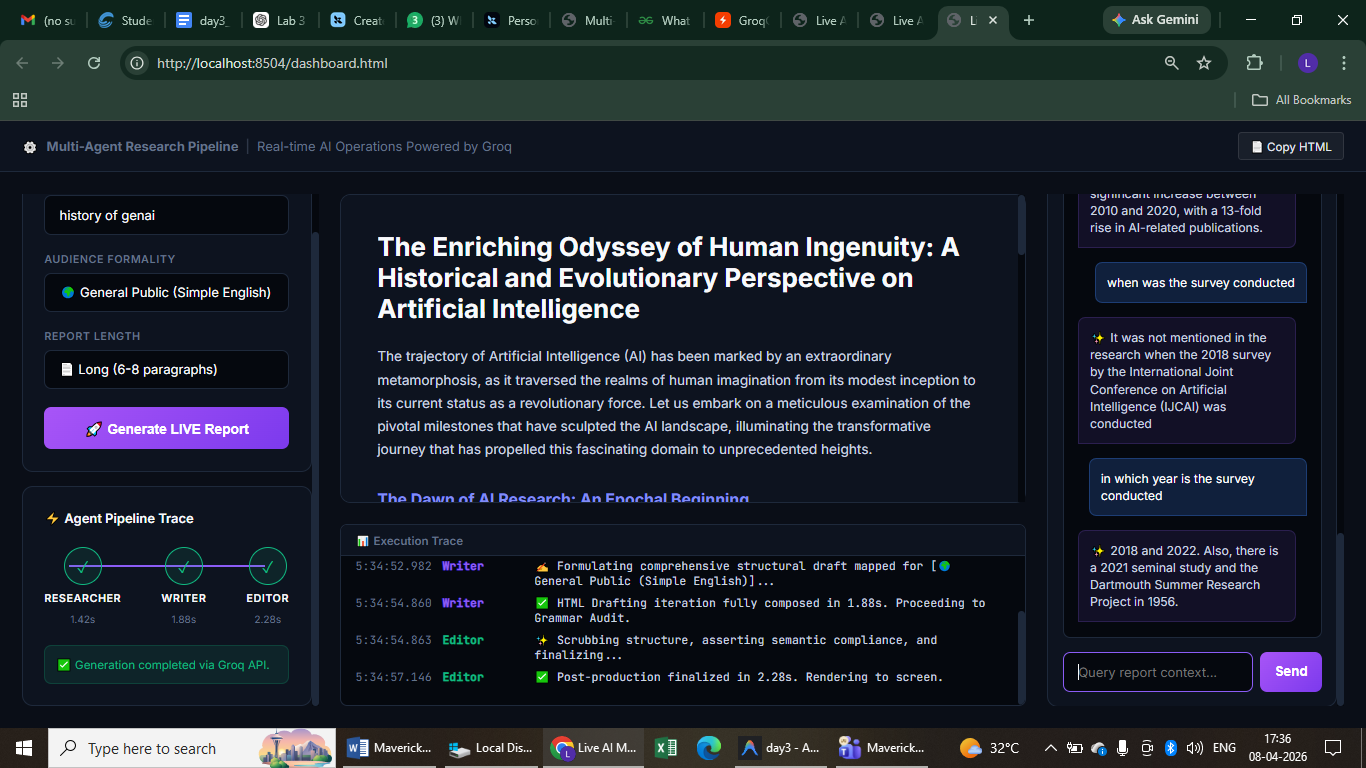 (no su
Stude
day3_
Lab 3
Creat
(3) W
Perso
Multi-
What
GroqC
Live A
Live A
Li
Ask Gemini
http://localhost:8504/dashboard.html
L
All Bookmarks
Multi-Agent Research Pipeline | Real-time AI Operations Powered by Groq
Copy HTML
history of genai
AUDIENCE FORMALITY
General Public (Simple English)
REPORT LENGTH
Long (6-8 paragraphs)
Generate LIVE Report
Agent Pipeline Trace
RESEARCHER WRITER EDITOR
1.42s 1.88s 2.28s
Generation completed via Groq API.
The Enriching Odyssey of Human Ingenuity: A
Historical and Evolutionary Perspective on
Artificial Intelligence
The trajectory of Artificial Intelligence (AI) has been marked by an extraordinary
metamorphosis, as it traversed the realms of human imagination from its modest inception to
its current status as a revolutionary force. Let us embark on a meticulous examination of the
pivotal milestones that have sculpted the AI landscape, illuminating the transformative
journey that has propelled this fascinating domain to unprecedented heights.
The Dawn of AI Research: An Epochal Beginning
Execution Trace
5:34:52.982 Writer Formulating comprehensive structural draft mapped for [
General Public (Simple English)]...
5:34:54.860 Writer HTML Drafting iteration fully composed in 1.88s. Proceeding to
Grammar Audit.
5:34:54.863 Editor Scrubbing structure, asserting semantic compliance, and
finalizing...
5:34:57.146 Editor Post-production finalized in 2.28s. Rendering to screen.
significant increase between
2010 and 2020, with a 13-fold
rise in AI-related publications.
when was the survey conducted
It was not mentioned in the
research when the 2018 survey
by the International Joint
Conference on Artificial
Intelligence (IJCAI) was
conducted
in which year is the survey
conducted
2018 and 2022. Also, there is
a 2021 seminal study and the
Dartmouth Summer Research
Project in 1956.
Query report context...
Send
Type here to search
Maverick...
Local Dis...
Live AI M...
day3 - A...
Maverick...
32°C
ENG
17:36
08-04-2026